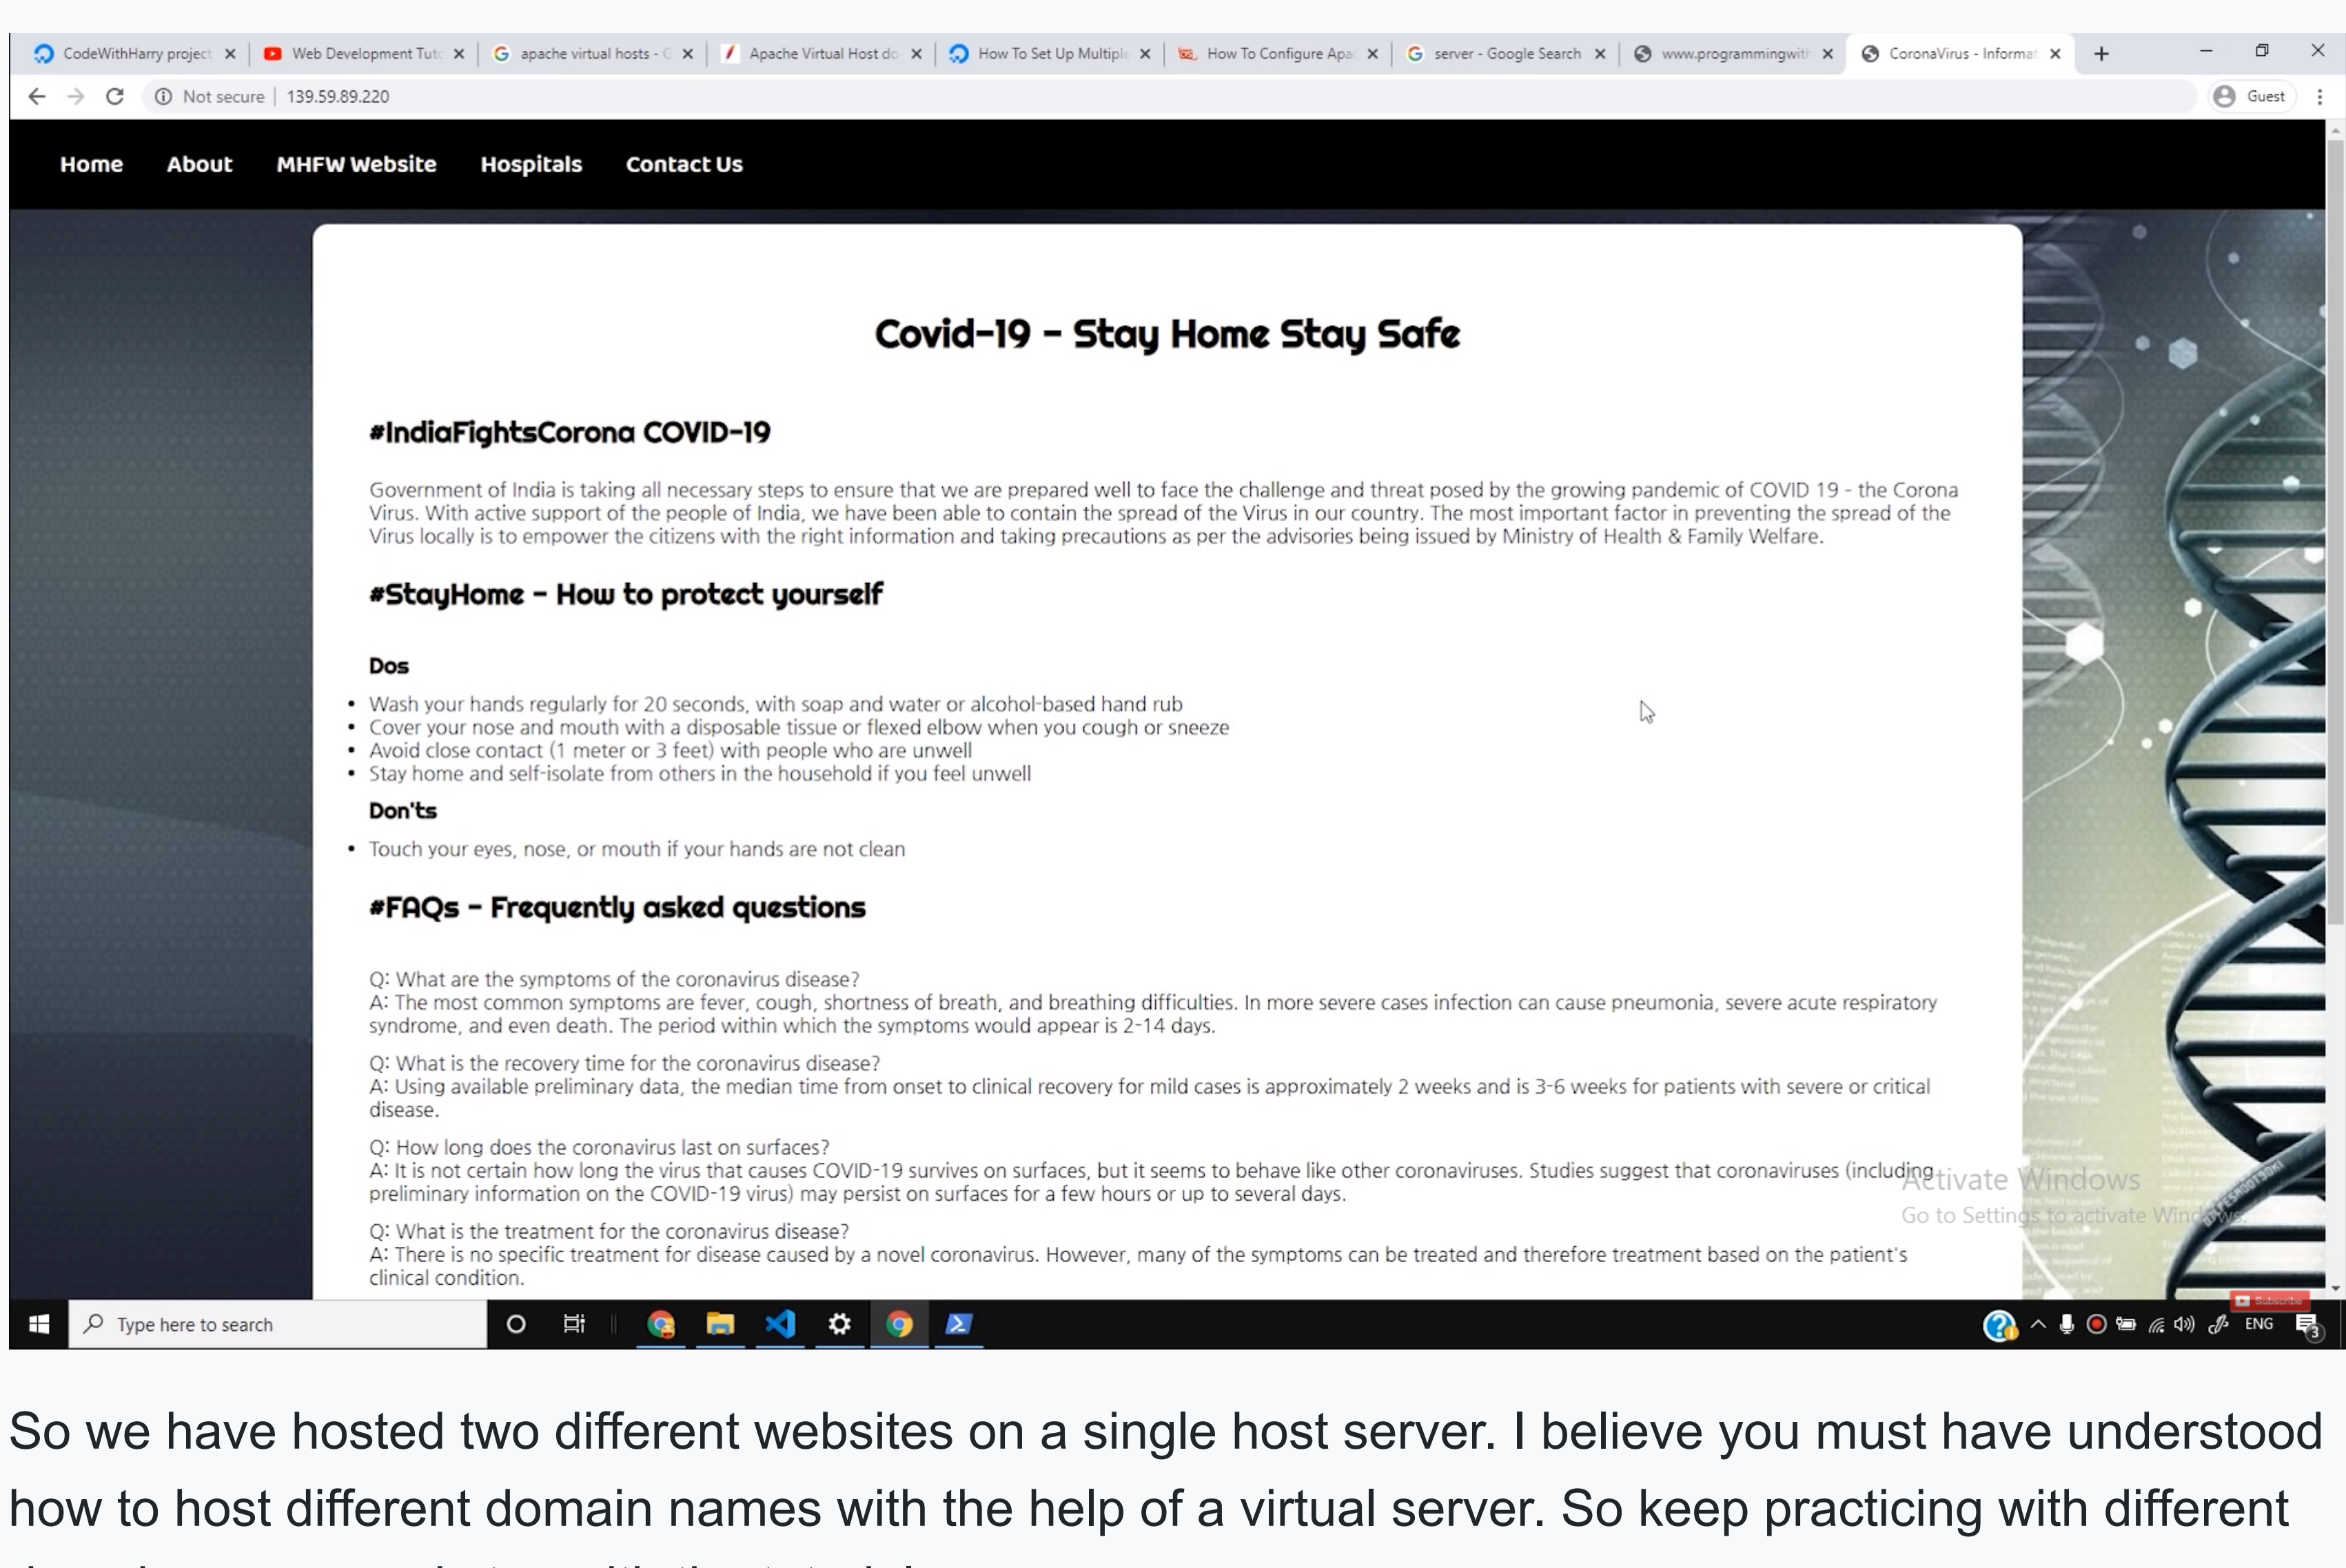 CodeWithHarry project
Web Development Tuto
apache virtual hosts - G
Apache Virtual Host do
How To Set Up Multiple
How To Configure Apac
server - Google Search
www.programmingwith
CoronaVirus - Informat
Not secure | 139.59.89.220
Guest
Home About MHFW Website Hospitals Contact Us
Covid-19 - Stay Home Stay Safe
#IndiaFightsCorona COVID-19
Government of India is taking all necessary steps to ensure that we are prepared well to face the challenge and threat posed by the growing pandemic of COVID 19 - the Corona
Virus. With active support of the people of India, we have been able to contain the spread of the Virus in our country. The most important factor in preventing the spread of the
Virus locally is to empower the citizens with the right information and taking precautions as per the advisories being issued by Ministry of Health & Family Welfare.
#StayHome - How to protect yourself
Dos
• Wash your hands regularly for 20 seconds, with soap and water or alcohol-based hand rub
• Cover your nose and mouth with a disposable tissue or flexed elbow when you cough or sneeze
• Avoid close contact (1 meter or 3 feet) with people who are unwell
• Stay home and self-isolate from others in the household if you feel unwell
Don'ts
• Touch your eyes, nose, or mouth if your hands are not clean
#FAQs - Frequently asked questions
Q: What are the symptoms of the coronavirus disease?
A: The most common symptoms are fever, cough, shortness of breath, and breathing difficulties. In more severe cases infection can cause pneumonia, severe acute respiratory
syndrome, and even death. The period within which the symptoms would appear is 2-14 days.
Q: What is the recovery time for the coronavirus disease?
A: Using available preliminary data, the median time from onset to clinical recovery for mild cases is approximately 2 weeks and is 3-6 weeks for patients with severe or critical
disease.
Q: How long does the coronavirus last on surfaces?
A: It is not certain how long the virus that causes COVID-19 survives on surfaces, but it seems to behave like other coronaviruses. Studies suggest that coronaviruses (including
preliminary information on the COVID-19 virus) may persist on surfaces for a few hours or up to several days.
Q: What is the treatment for the coronavirus disease?
A: There is no specific treatment for disease caused by a novel coronavirus. However, many of the symptoms can be treated and therefore treatment based on the patient's
clinical condition.
Activate Windows
Go to Settings to activate Windows.
Subscribe
Type here to search
ENG
3
So we have hosted two different websites on a single host server. I believe you must have understood
how to host different domain names with the help of a virtual server. So keep practicing with different